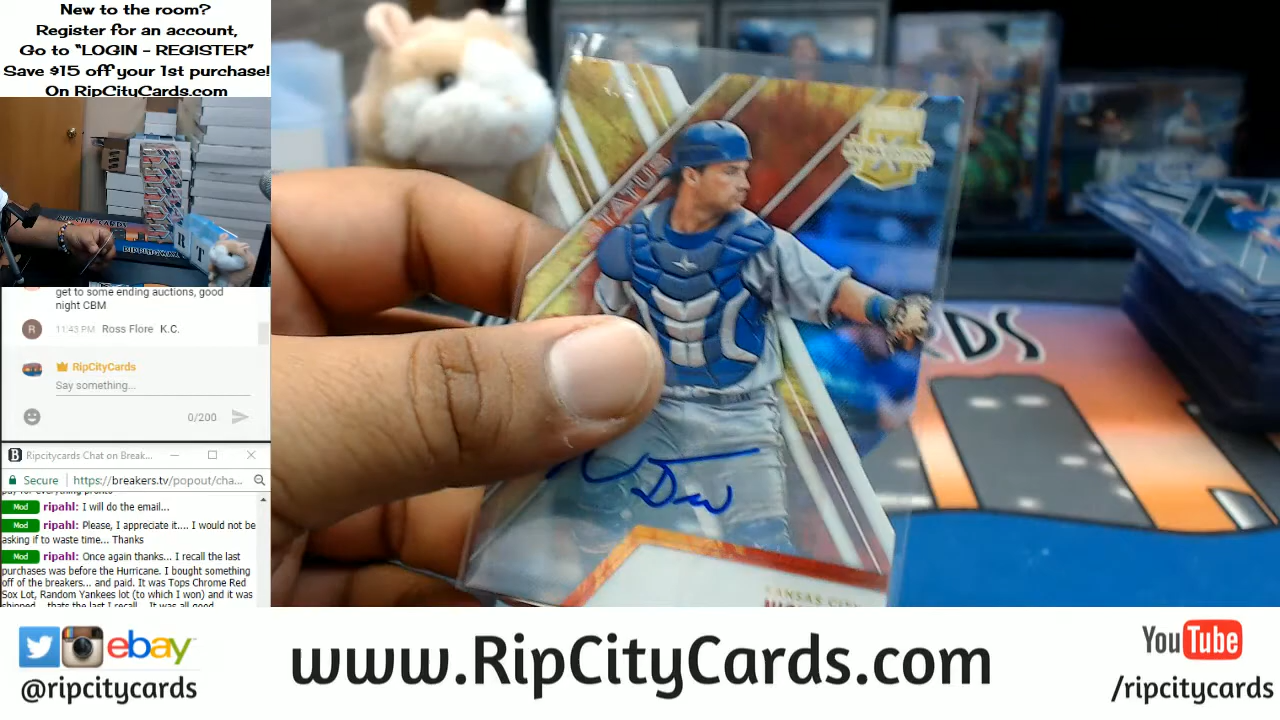 New to the room?
Register for an account,
Go to “LOGIN - REGISTER”
Save $15 off your 1st purchase!
On RipCityCards.com
get to some ending auctions, good
night CBM
R 11:43 PM Ross Flore K.C.
RipCityCards
Say something...
0/200
Ripcitycards Chat on Break...
Secure https://breakers.tv/popout/cha...
Mod ripahl: I will do the email...
Mod ripahl: Please, I appreciate it.... I would not be
asking if to waste time... Thanks
Mod ripahl: Once again thanks... I recall the last
purchases was before the Hurricane. I bought something
off of the breakers... and paid. It was Tops Chrome Red
Sox Lot, Random Yankees lot (to which I won) and it was
STATUS
KANSAS CITY
RDS
ebay
@ripcitycards
www.RipCityCards.com
YouTube
/ripcitycards